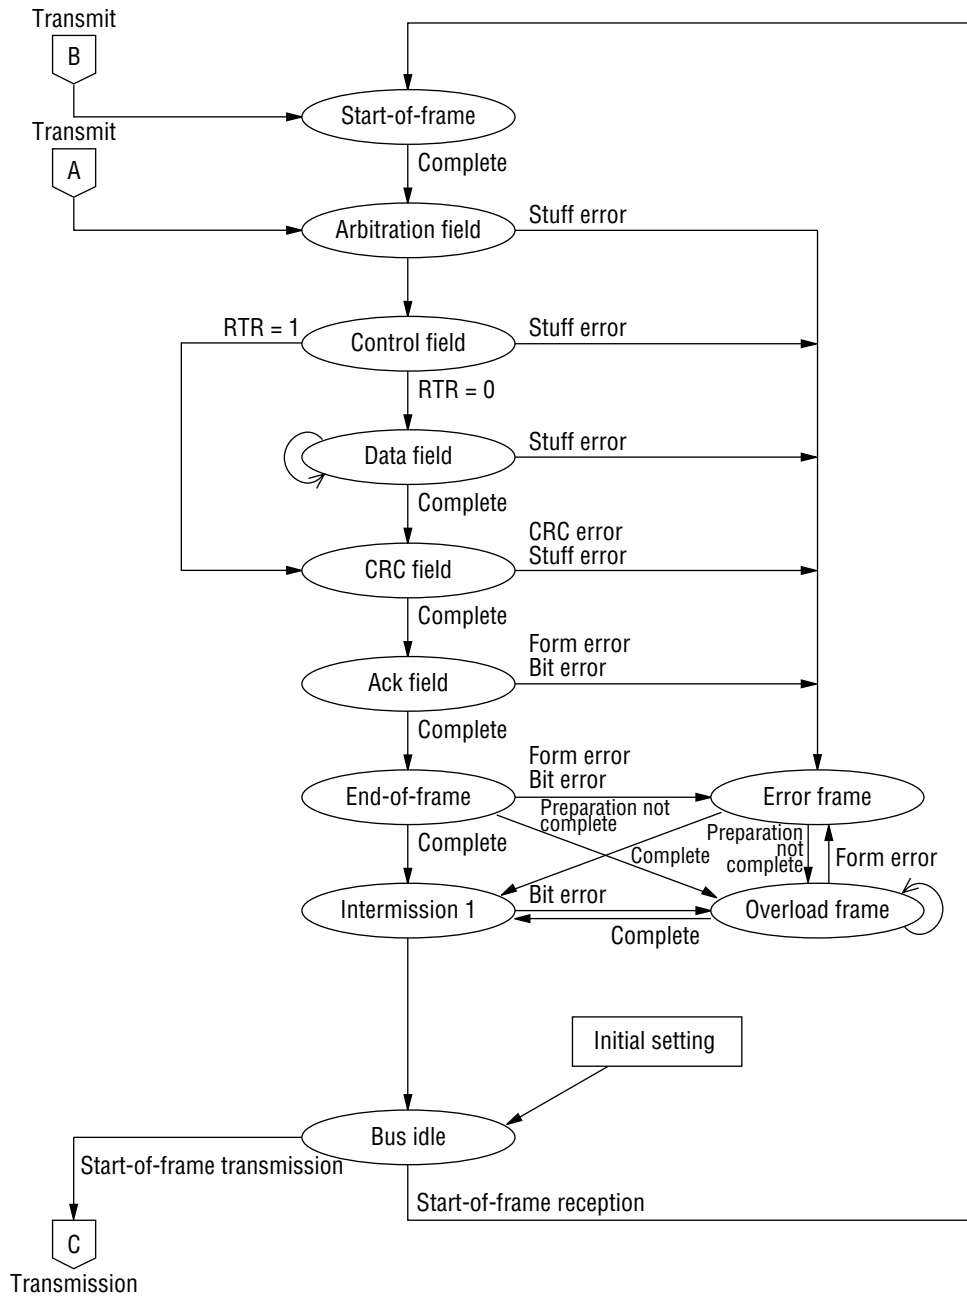 Transmit
B
Start-of-frame
Transmit
Complete
A
Stuff error
Arbitration field
RTR = 1
Stuff error
Control field
RTR = 0
Stuff error
Data field
Complete
CRC error
Stuff error
CRC field
Complete
Form error
Bit error
Ack field
Complete
Form error
Bit error
End-of-frame
Error frame
Preparation not
complete
Complete
Complete
Preparation
not
complete
Form error
Bit error
Intermission 1
Overload frame
Complete
Initial setting
Bus idle
Start-of-frame transmission
Start-of-frame reception
C
Transmission